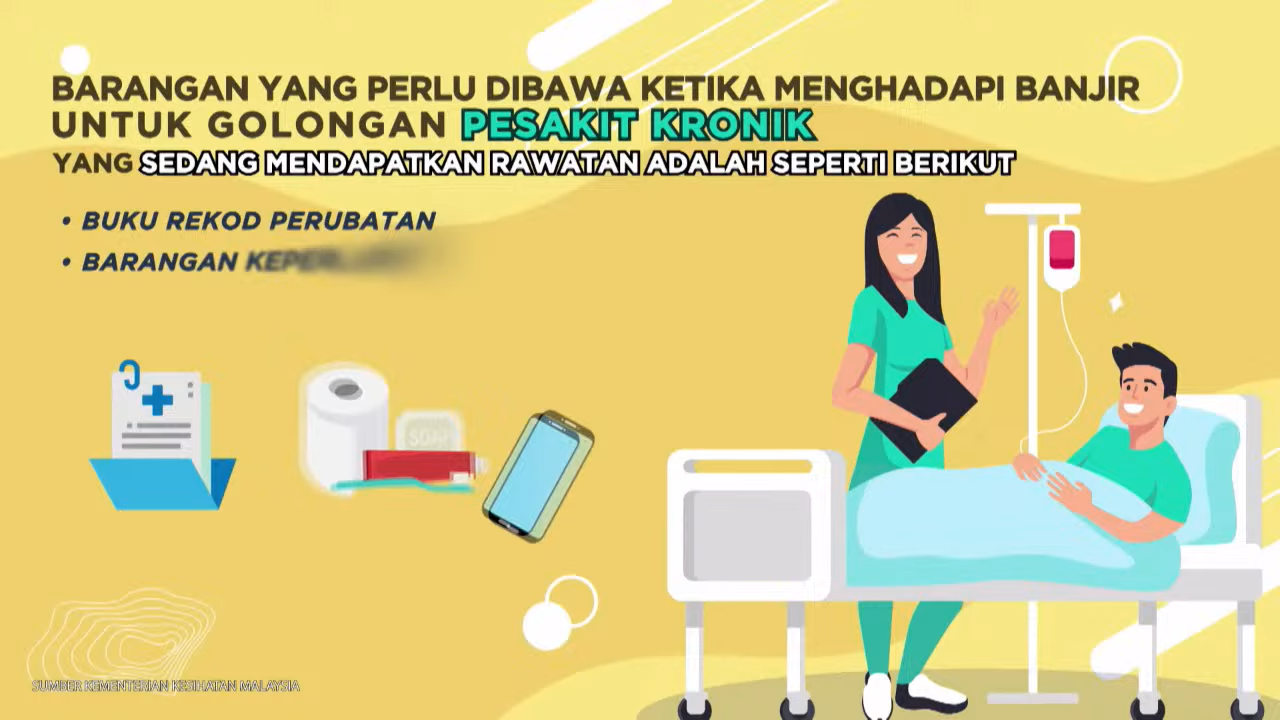 BARANGAN YANG PERLU DIBAWA KETIKA MENGHADAPI BANJIR
UNTUK GOLONGAN PESAKIT KRONIK
YANG SEDANG MENDAPATKAN RAWATAN ADALAH SEPERTI BERIKUT
• BUKU REKOD PERUBATAN
• BARANGAN
SOAP
SUMBER KEMENTERIAN KESIHATAN MALAYSIA